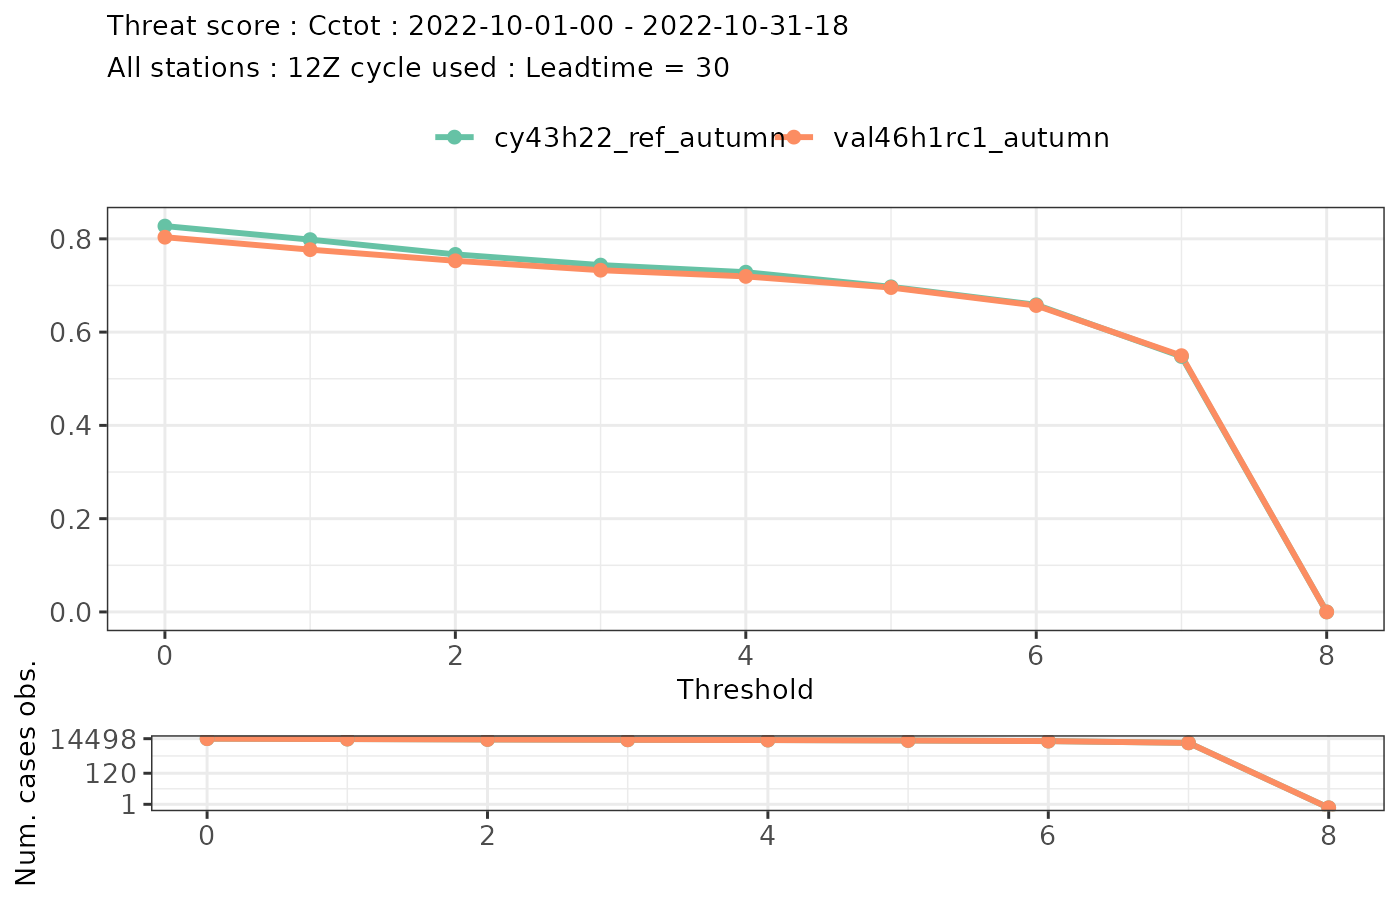 Threat score : Cctot : 2022-10-01-00 - 2022-10-31-18
All stations : 12Z cycle used : Leadtime = 30
cy43h22_ref_autumn val46h1rc1_autumn
0.8
0.6
0.4
0.2
0.0
0 2 4 6 8
Threshold
Num. cases obs.
14498
120
1
0 2 4 6 8